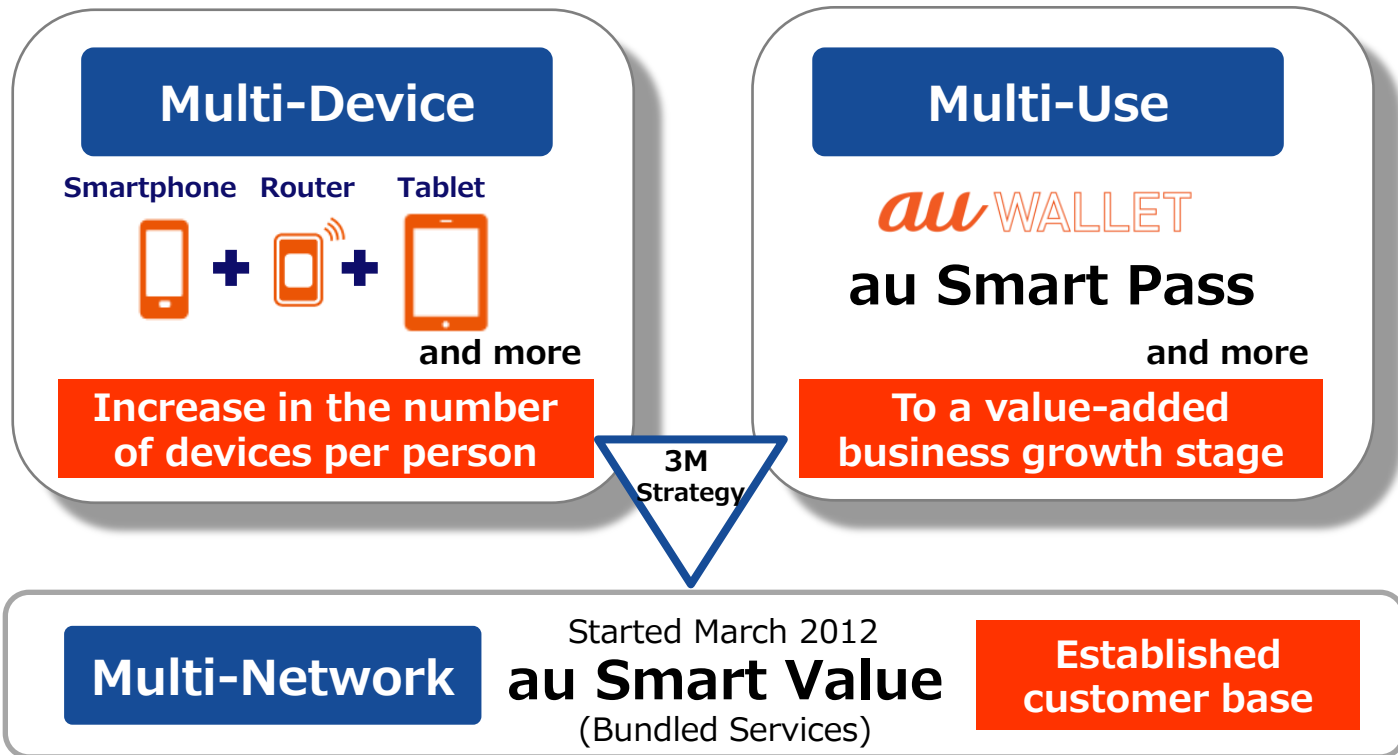 Multi-Device
Smartphone Router Tablet
and more
Increase in the number
of devices per person
Multi-Use
au WALLET
au Smart Pass
and more
To a value-added
business growth stage
3M
Strategy
Multi-Network
Started March 2012
au Smart Value
(Bundled Services)
Established
customer base